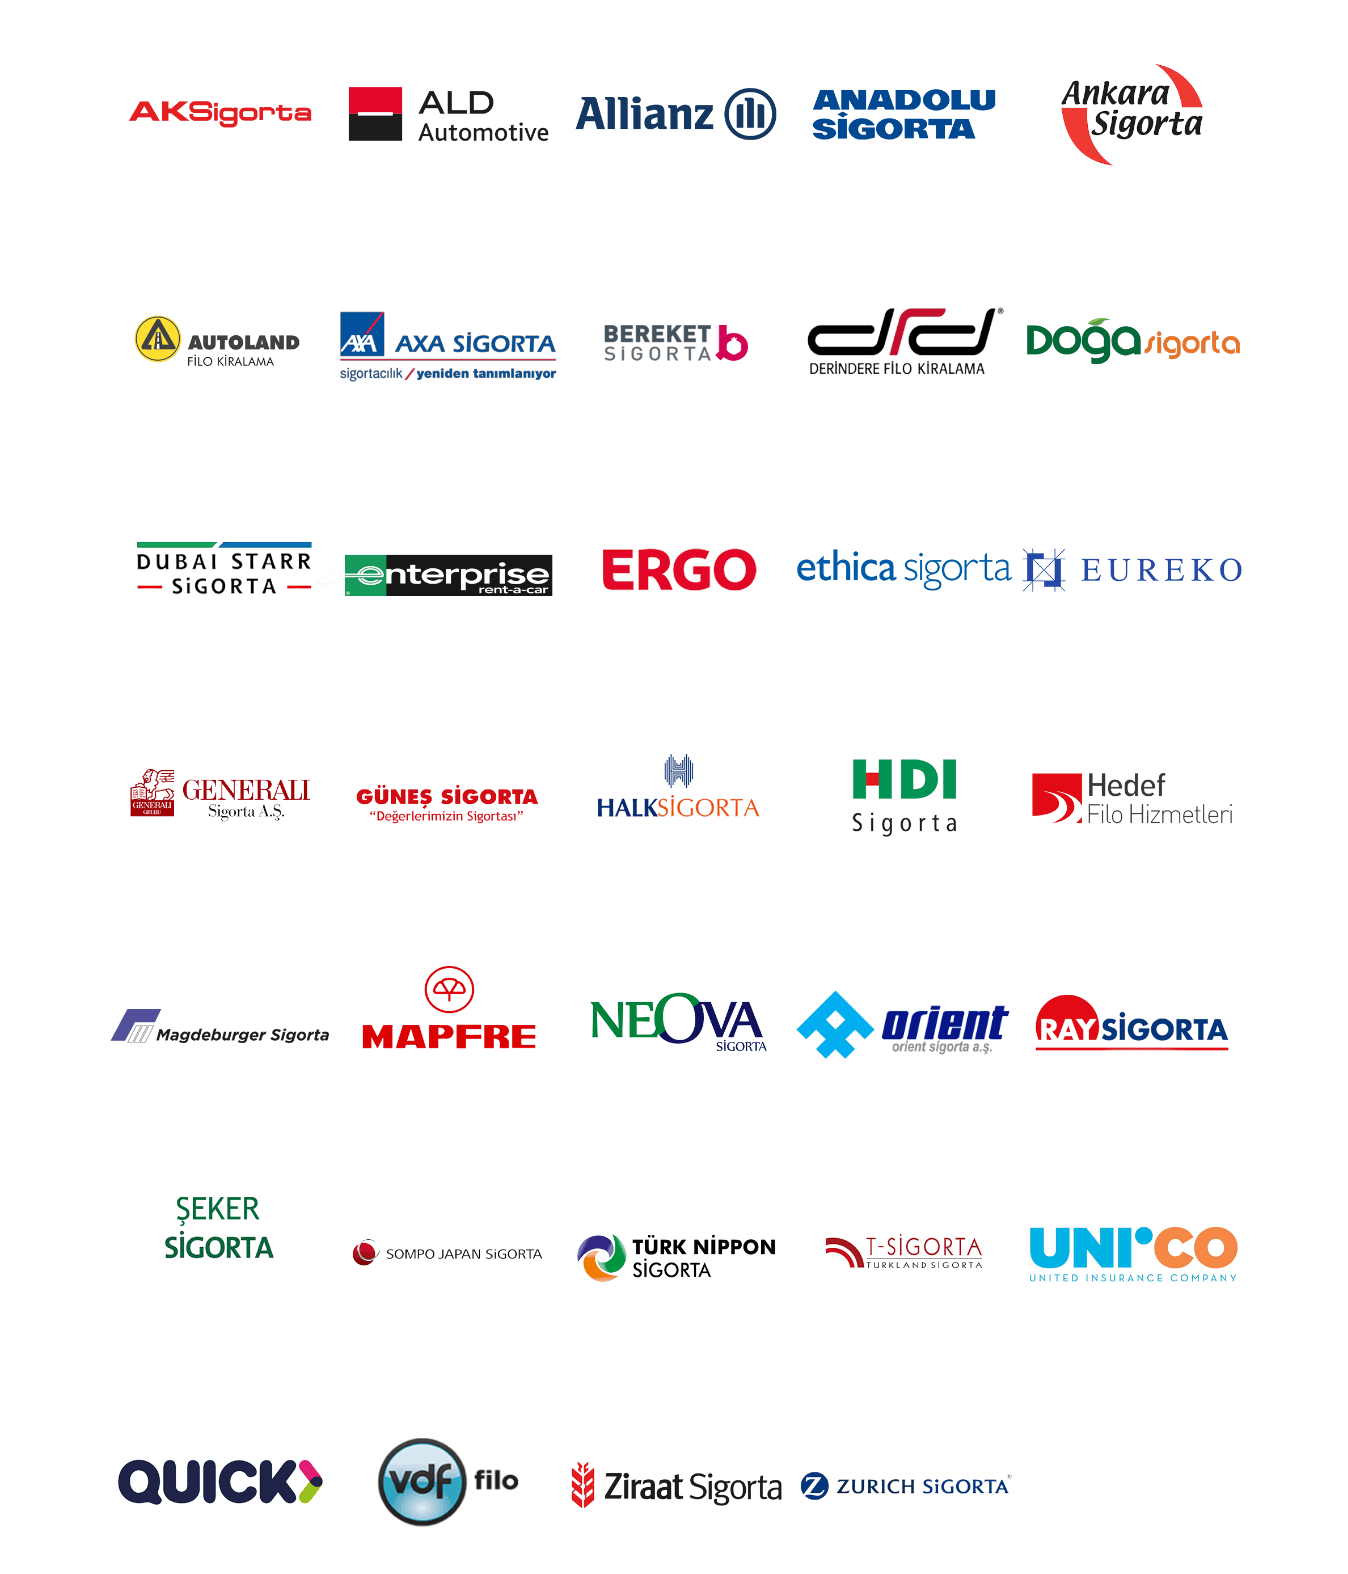 AKSigorta
ALD
Automotive
Allianz
ANADOLU
SİGORTA
Ankara
Sigorta
AUTOLAND
FİLO KİRALAMA
AXA
AXA SİGORTA
sigortacılık / yeniden tanımlanıyor
BEREKET
SİGORTA
b
drd®
DERİNDERE FİLO KİRALAMA
Doğa sigorta
DUBAI STARR
SİGORTA
enterprise
rent-a-car
ERGO
ethica sigorta
EUREKO
GENERALI
GRUBU
GENERALI
Sigorta A.Ş.
GÜNEŞ SİGORTA
“Değerlerimizin Sigortası”
HALKSİGORTA
HDI
Sigorta
Hedef
Filo Hizmetleri
Magdeburger Sigorta
MAPFRE
NEOVA
SİGORTA
orient
orient sigorta a.ş.
RAY SİGORTA
ŞEKER
SİGORTA
SOMPO JAPAN SİGORTA
TÜRK NİPPON
SİGORTA
T-SİGORTA
TURKLAND SİGORTA
UNICO
UNITED INSURANCE COMPANY
QUICK
vdf filo
Ziraat Sigorta
Z ZURICH SİGORTA